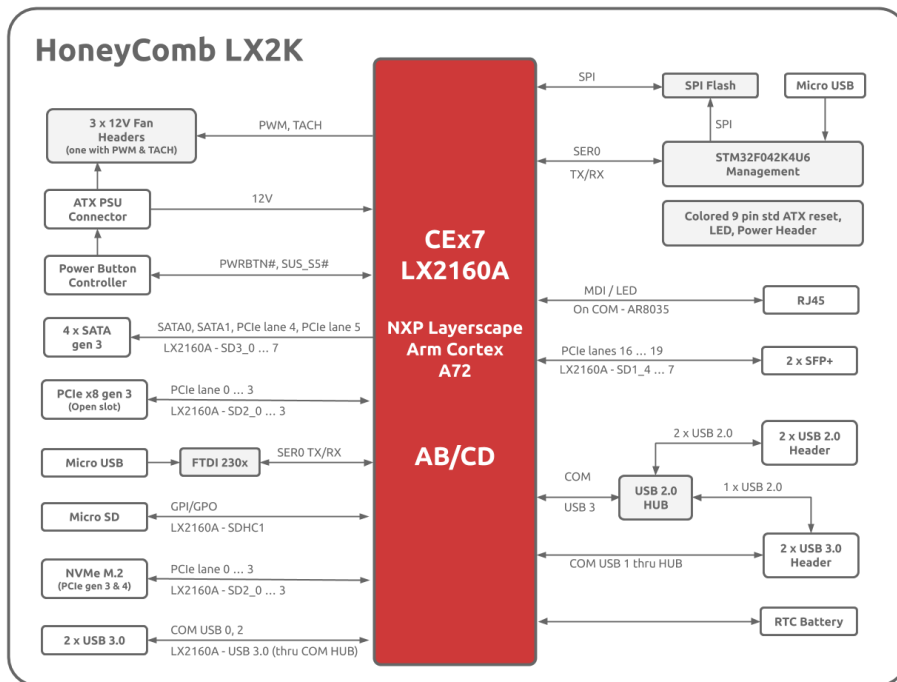 HoneyComb LX2K
3 x 12V Fan
Headers
(one with PWM & TACH)
PWM, TACH
ATX PSU
Connector
12V
Power Button
Controller
PWRBTN#, SUS_S5#
4 x SATA
gen 3
SATA0, SATA1, PCIe lane 4, PCIe lane 5
LX2160A - SD3_0 ... 7
PCIe x8 gen 3
(Open slot)
PCIe lane 0 ... 3
LX2160A - SD2_0 ... 3
Micro USB
FTDI 230x
SER0 TX/RX
Micro SD
GPI/GPO
LX2160A - SDHC1
NVMe M.2
(PCIe gen 3 & 4)
PCIe lane 0 ... 3
LX2160A - SD2_0 ... 3
2 x USB 3.0
COM USB 0, 2
LX2160A - USB 3.0 (thru COM HUB)
CEx7
LX2160A
NXP Layerscape
Arm Cortex
A72
AB/CD
SPI
SPI Flash
Micro USB
SPI
SER0
TX/RX
STM32F042K4U6
Management
Colored 9 pin std ATX reset,
LED, Power Header
MDI / LED
On COM - AR8035
RJ45
PCIe lanes 16 ... 19
LX2160A - SD1_4 ... 7
2 x SFP+
2 x USB 2.0
2 x USB 2.0
Header
COM
USB 3
USB 2.0
HUB
1 x USB 2.0
COM USB 1 thru HUB
2 x USB 3.0
Header
RTC Battery